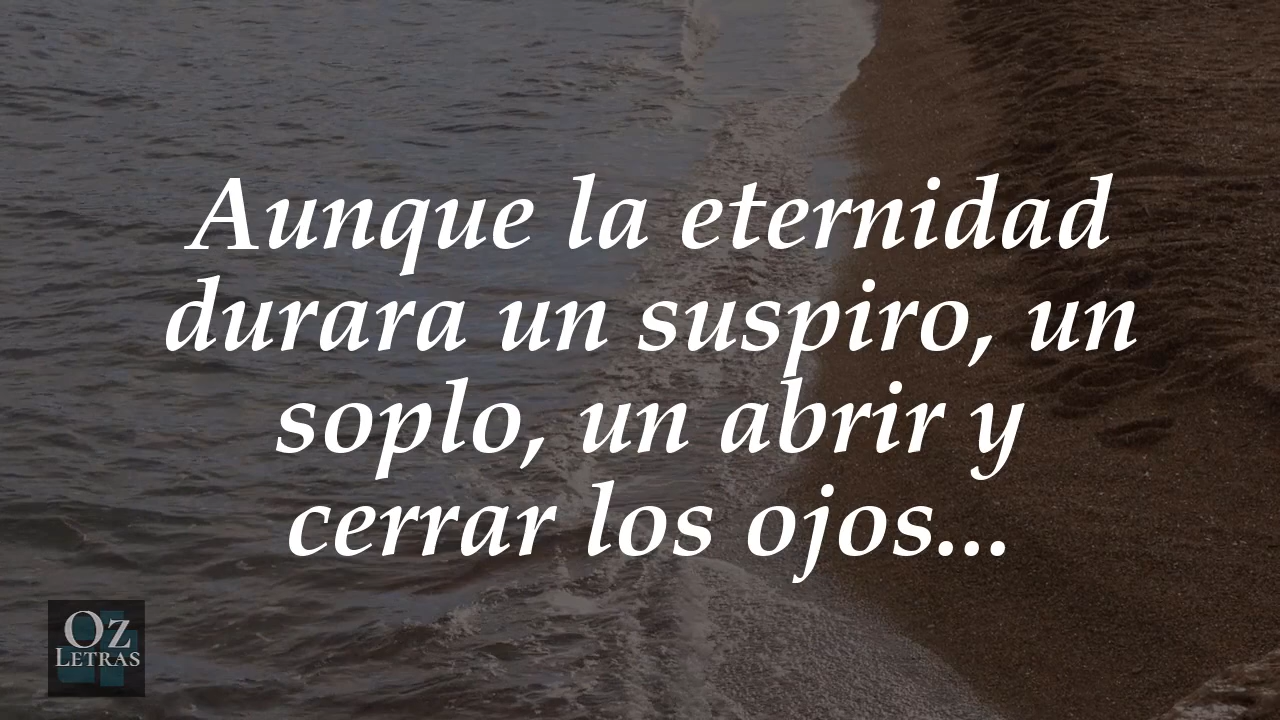 Aunque la eternidad
durara un suspiro, un
soplo, un abrir y
cerrar los ojos...
Oz
Letras